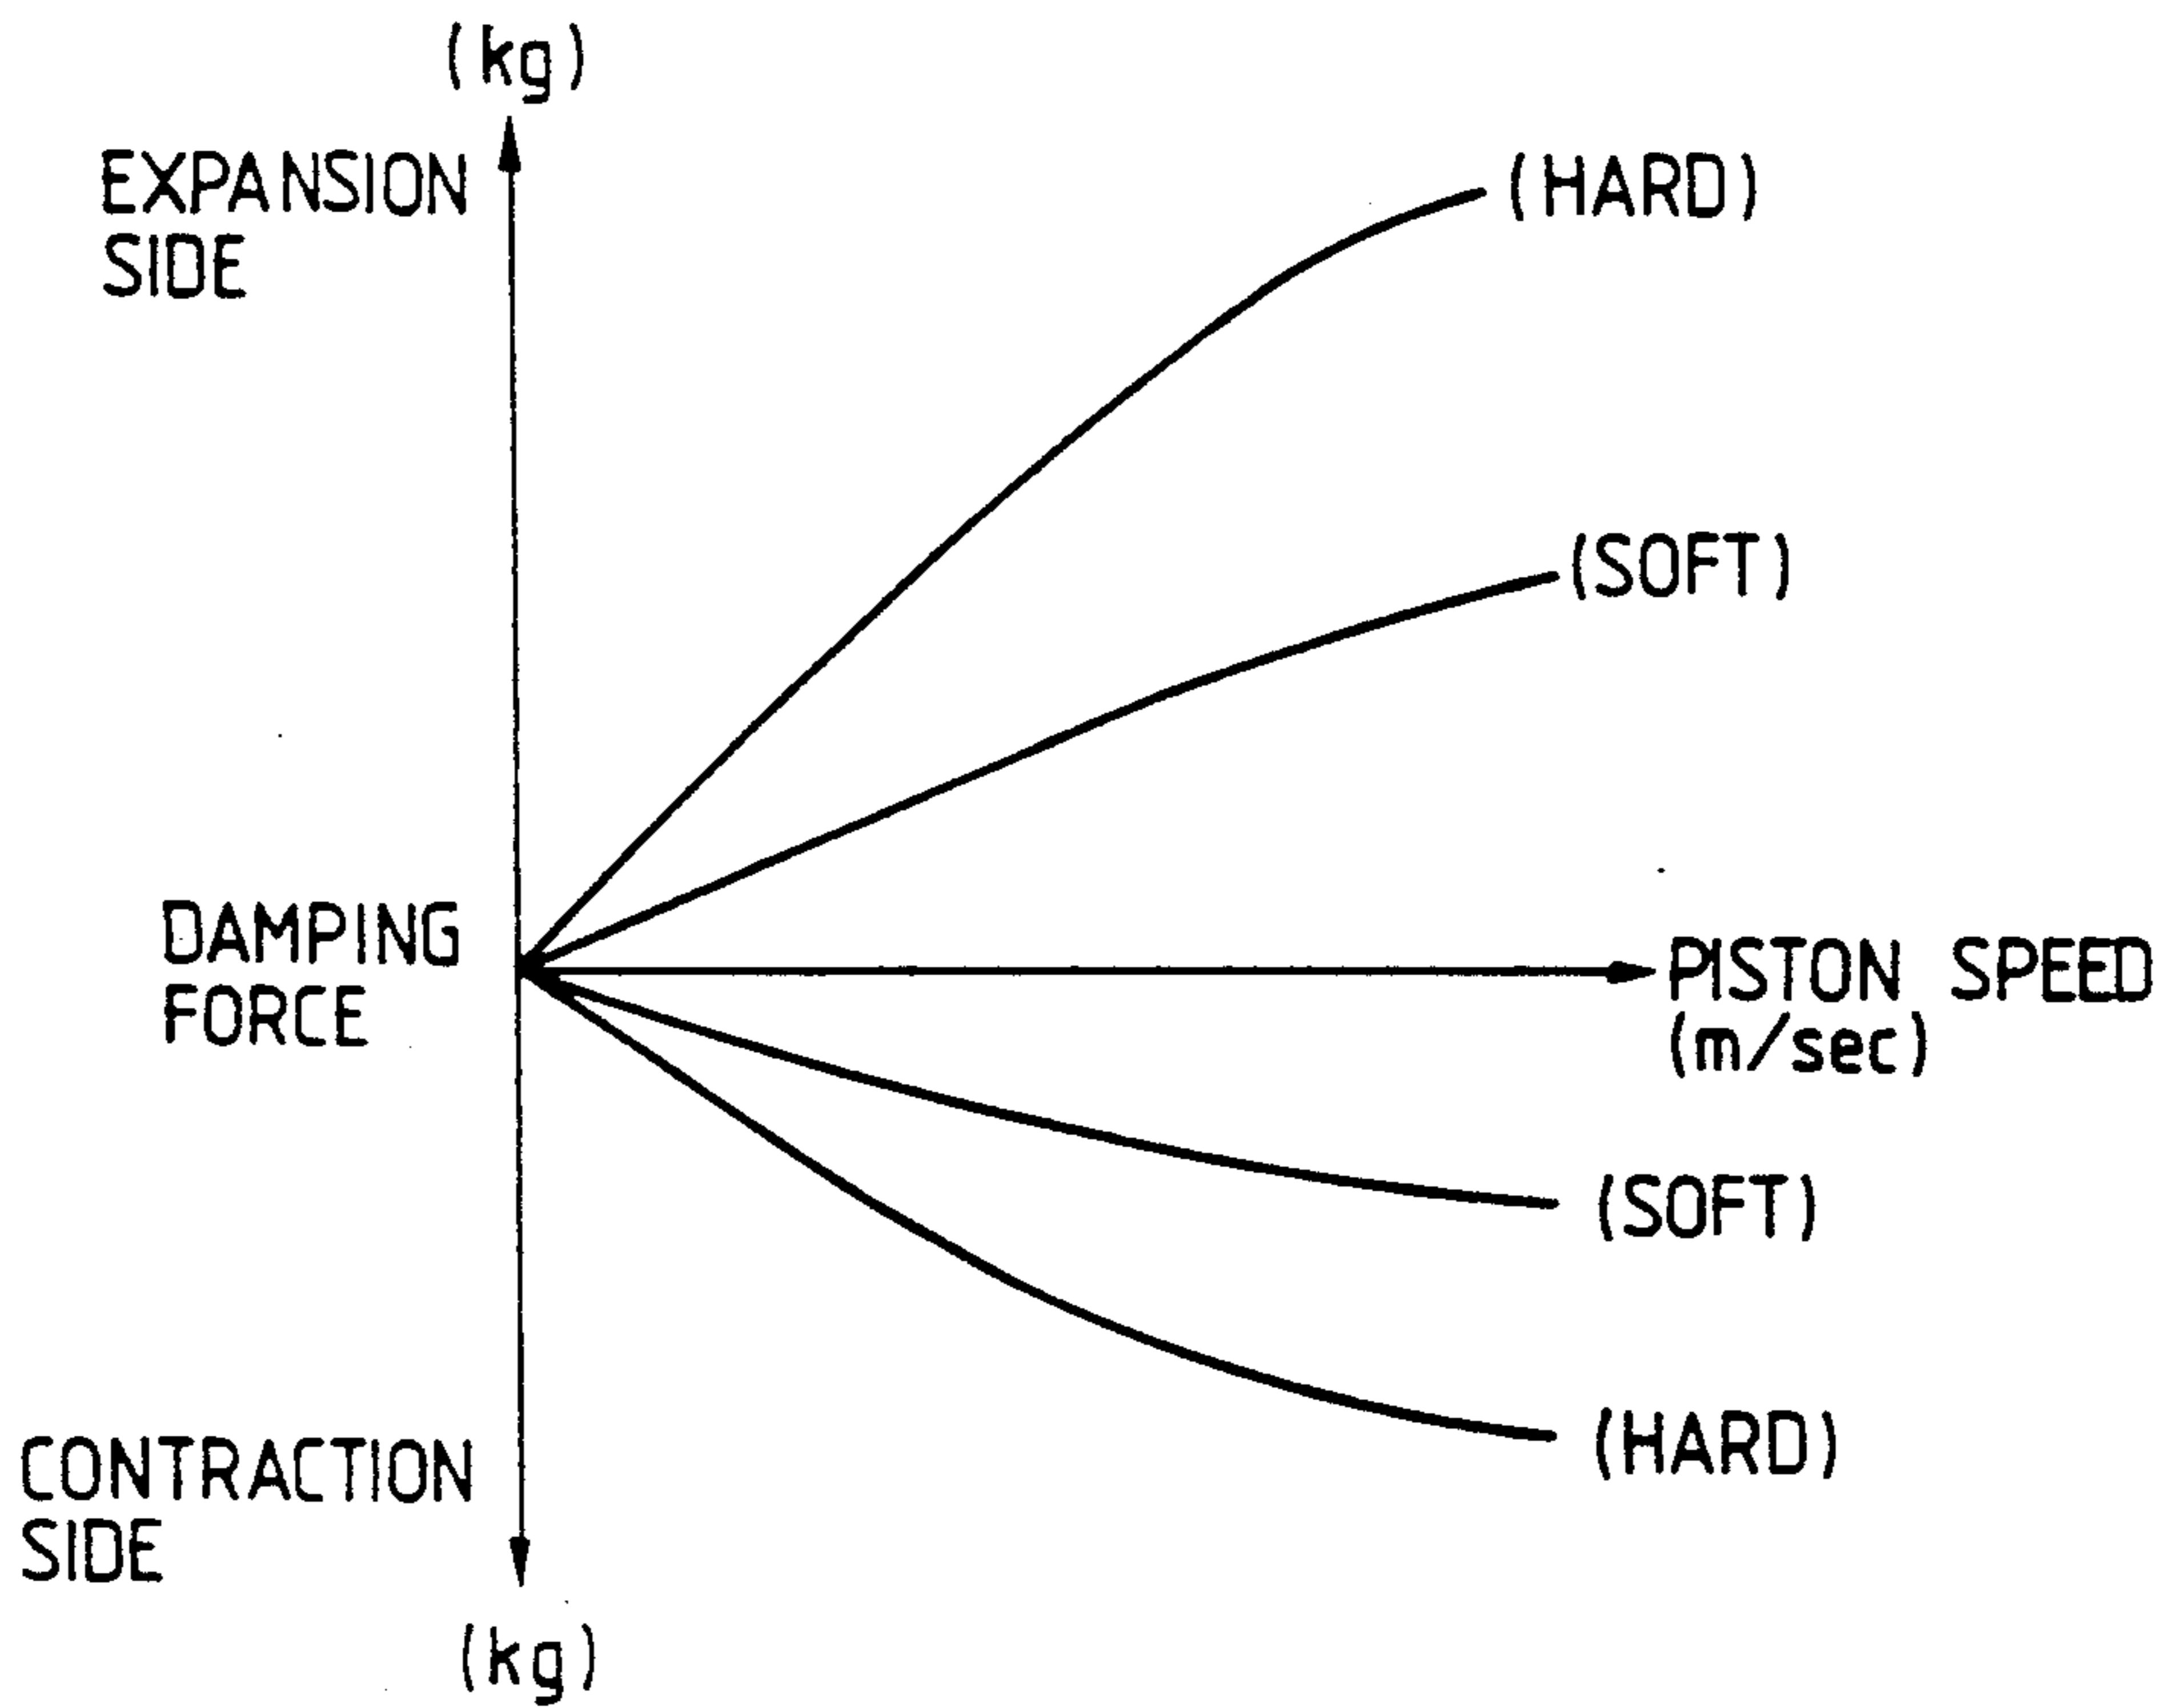 (kg)
EXPANSION
SIDE
(HARD)
(SOFT)
DAMPING
FORCE
PISTON SPEED
(m/sec)
(SOFT)
(HARD)
CONTRACTION
SIDE
(kg)